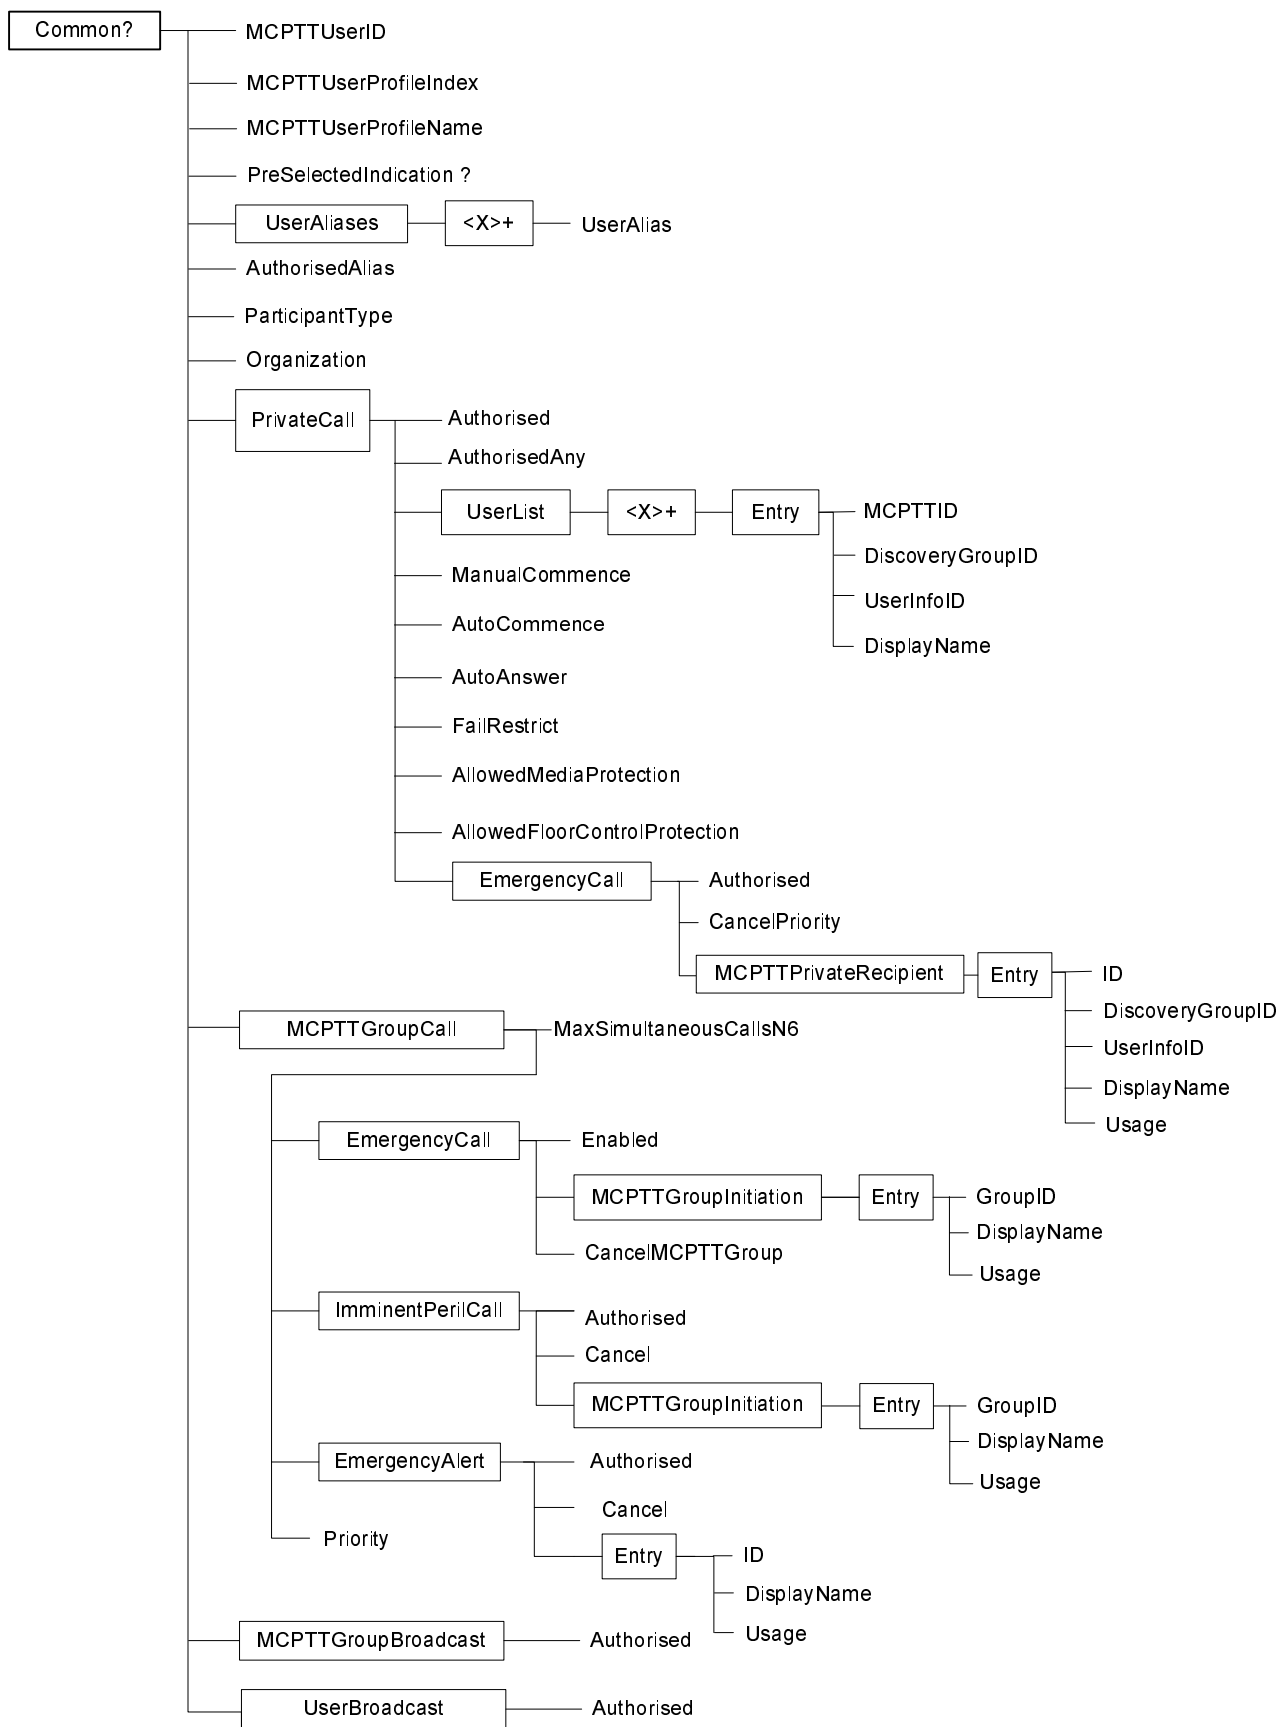 Common?
MCPTTUserID
MCPTTUserProfileIndex
MCPTTUserProfileName
PreSelectedIndication ?
UserAliases
<X>+
UserAlias
AuthorisedAlias
ParticipantType
Organization
PrivateCall
Authorised
AuthorisedAny
UserList
<X>+
Entry
MCPTTID
DiscoveryGroupID
UserInfoID
DisplayName
ManualCommence
AutoCommence
AutoAnswer
FailRestrict
AllowedMediaProtection
AllowedFloorControlProtection
EmergencyCall
Authorised
CancelPriority
MCPTTPrivateRecipient
Entry
ID
DiscoveryGroupID
UserInfoID
DisplayName
Usage
MCPTTGroupCall
MaxSimultaneousCallsN6
EmergencyCall
Enabled
MCPTTGroupInitiation
Entry
GroupID
DisplayName
Usage
CancelMCPTTGroup
ImminentPerilCall
Authorised
Cancel
MCPTTGroupInitiation
Entry
GroupID
DisplayName
Usage
EmergencyAlert
Authorised
Cancel
Entry
ID
DisplayName
Usage
Priority
MCPTTGroupBroadcast
Authorised
UserBroadcast
Authorised